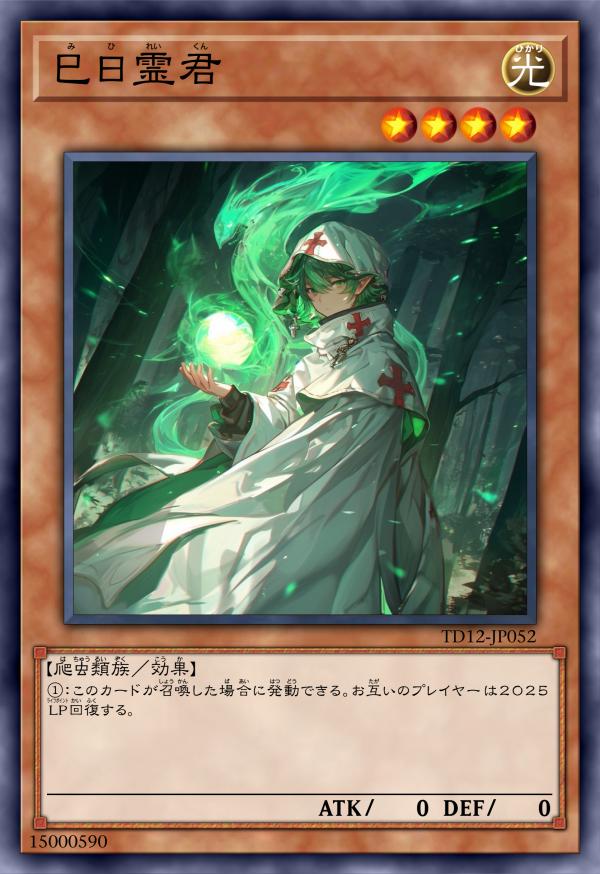 巳日霊君
光
TD12-JP052
【爬虫類族／効果】
①：このカードが召喚した場合に発動できる。お互いのプレイヤーは２０２５
LP回復する。
ATK/ 0 DEF/ 0
15000590